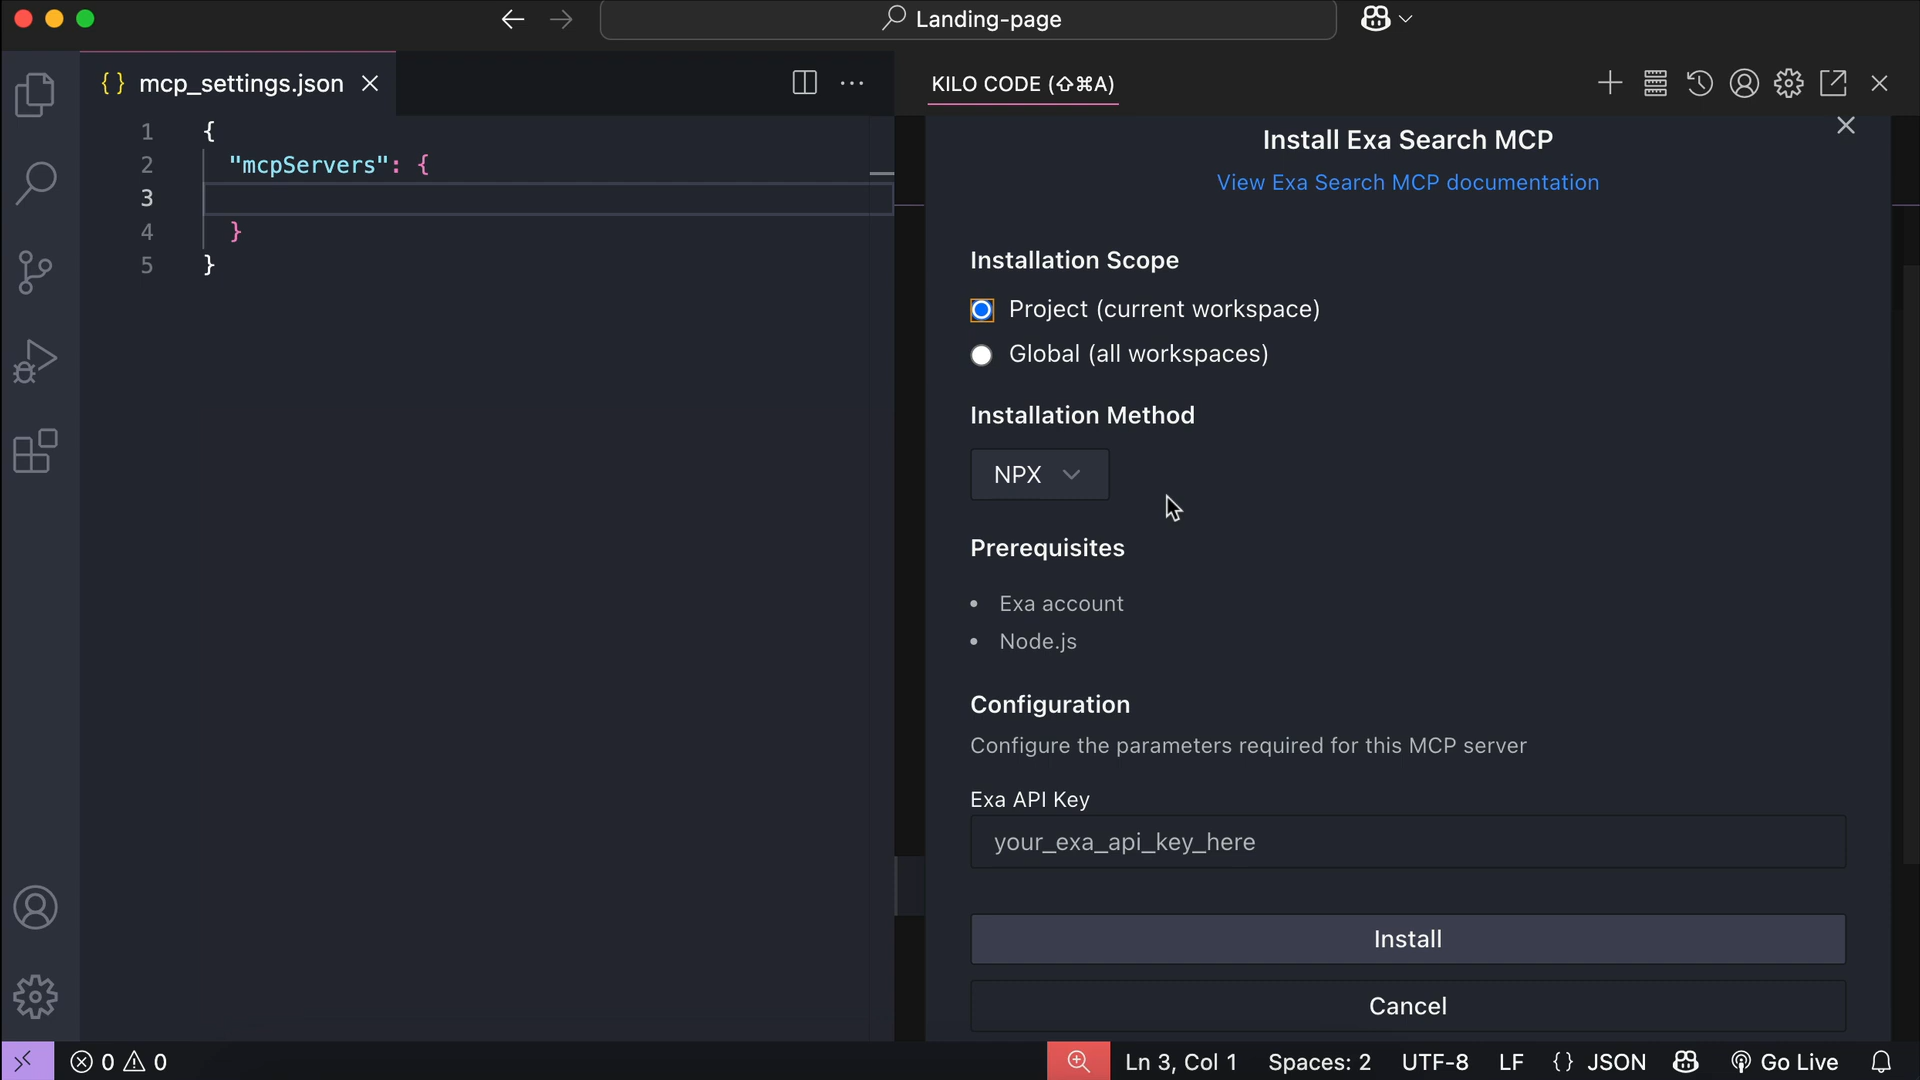 Landing-page
{} mcp_settings.json
KILO CODE (⇧⌘A)
1 {
2 "mcpServers": {
3
4 }
5 }
Install Exa Search MCP
View Exa Search MCP documentation
Installation Scope
Project (current workspace)
Global (all workspaces)
Installation Method
NPX
Prerequisites
• Exa account
• Node.js
Configuration
Configure the parameters required for this MCP server
Exa API Key
your_exa_api_key_here
Install
Cancel
0 0 Ln 3, Col 1 Spaces: 2 UTF-8 LF {} JSON Go Live